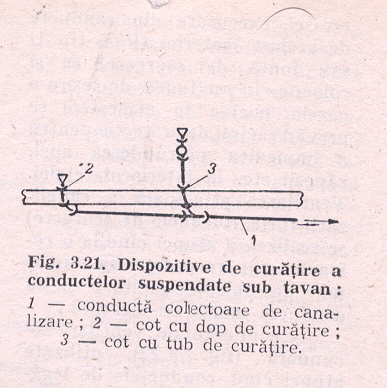 2
3
1
Fig. 3.21. Dispozitive de curățire a
conductelor suspendate sub tavan :
1 — conductă colectoare de cana-
lizare ; 2 — cot cu dop de curățire ;
3 — cot cu tub de curățire.